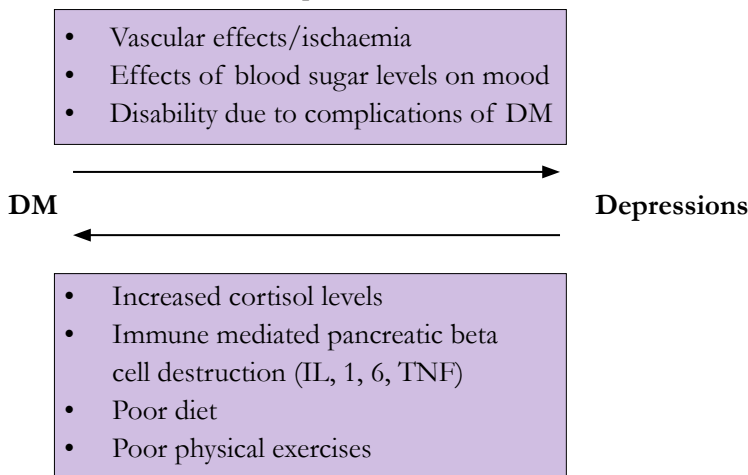 • Vascular effects/ischaemia
• Effects of blood sugar levels on mood
• Disability due to complications of DM
DM
Depressions
• Increased cortisol levels
• Immune mediated pancreatic beta
cell destruction (IL, 1, 6, TNF)
• Poor diet
• Poor physical exercises